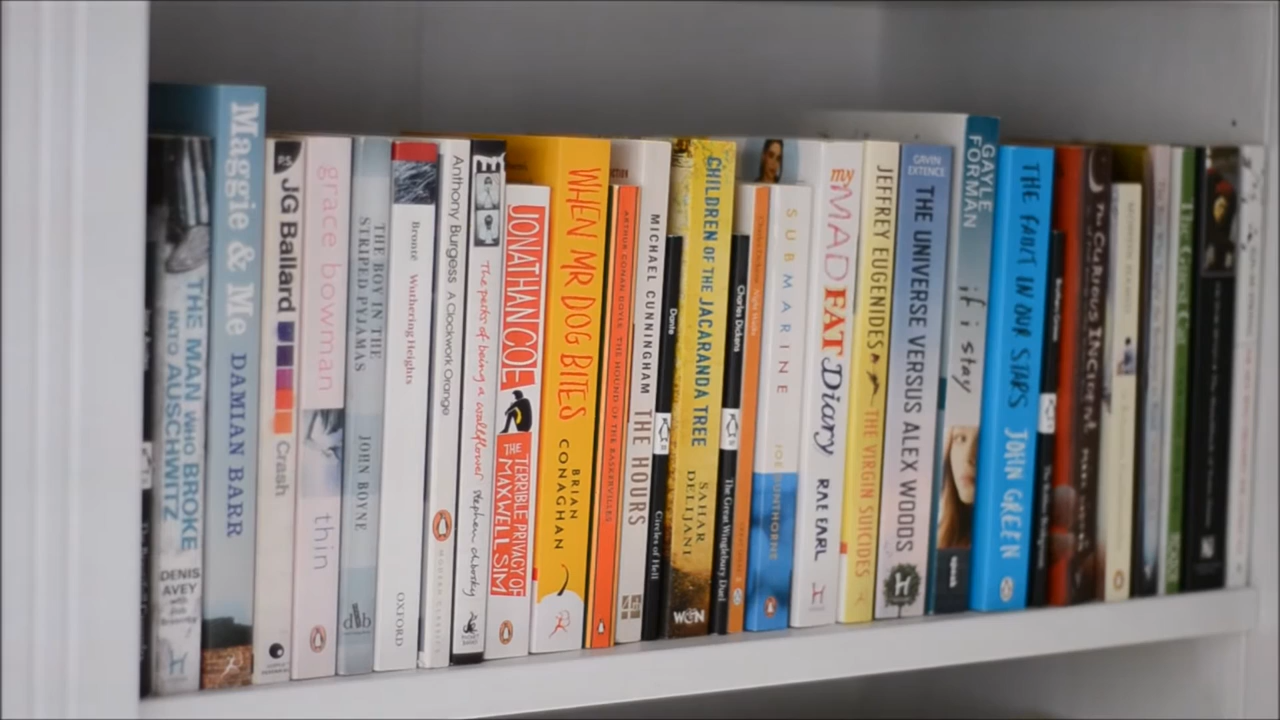 THE MAN WHO BROKE
INTO AUSCHWITZ
DENIS
AVEY
with
Maggie & Me DAMIAN BARR
JG Ballard Crash
grace bowman thin
THE BOY IN THE
STRIPED PYJAMAS
JOHN BOYNE
Brontë Wuthering Heights
OXFORD
Anthony Burgess A Clockwork Orange
MODERN CLASSICS
The perks of being a wallflower stephen chbosky
JONATHAN COE
THE
TERRIBLE PRIVACY OF
MAXWELL SIM
WHEN MR DOG BITES
BRIAN
CONAGHAN
ARTHUR CONAN DOYLE THE HOUND OF THE BASKERVILLES
MICHAEL CUNNINGHAM THE HOURS
Dante
Circles of Hell
CHILDREN OF THE JACARANDA TREE
SAHAR
DELIJANI
W&N
Charles Dickens
The Great Winglebury Duel
SUBMARINE
JOE DUNTHORNE
my
MAD FAT Diary
RAE EARL
JEFFREY EUGENIDES
THE VIRGIN SUICIDES
GAVIN
EXTENCE
THE UNIVERSE VERSUS ALEX WOODS
H
GAYLE
FORMAN
if i stay
speak
THE FAULT IN OUR STARS JOHN GREEN